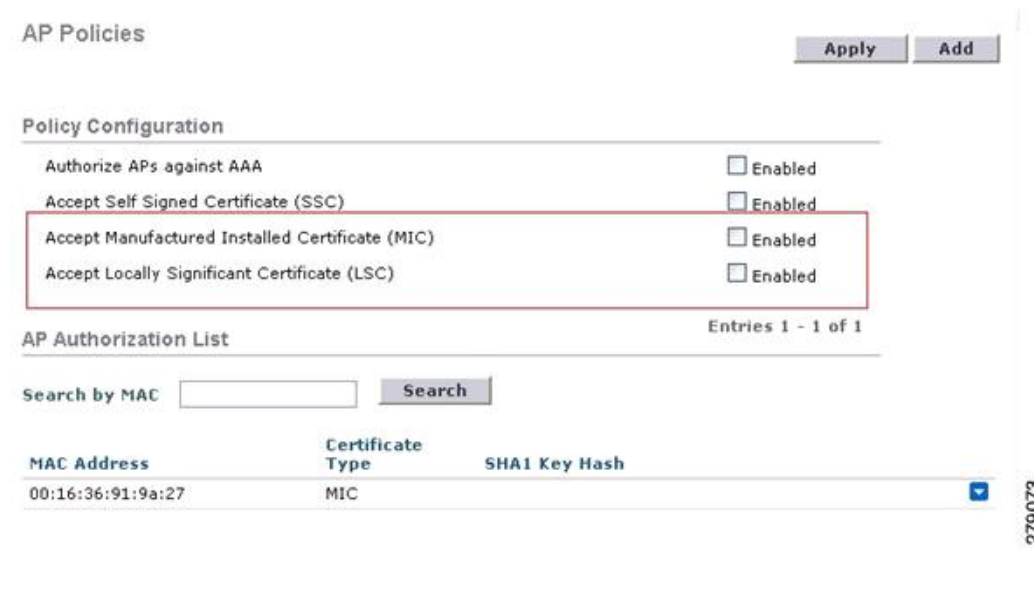 AP Policies
Apply Add
Policy Configuration
Authorize APs against AAA Enabled
Accept Self Signed Certificate (SSC) Enabled
Accept Manufactured Installed Certificate (MIC) Enabled
Accept Locally Significant Certificate (LSC) Enabled
Entries 1 - 1 of 1
AP Authorization List
Search by MAC Search
MAC Address Certificate Type SHA1 Key Hash
00:16:36:91:9a:27 MIC